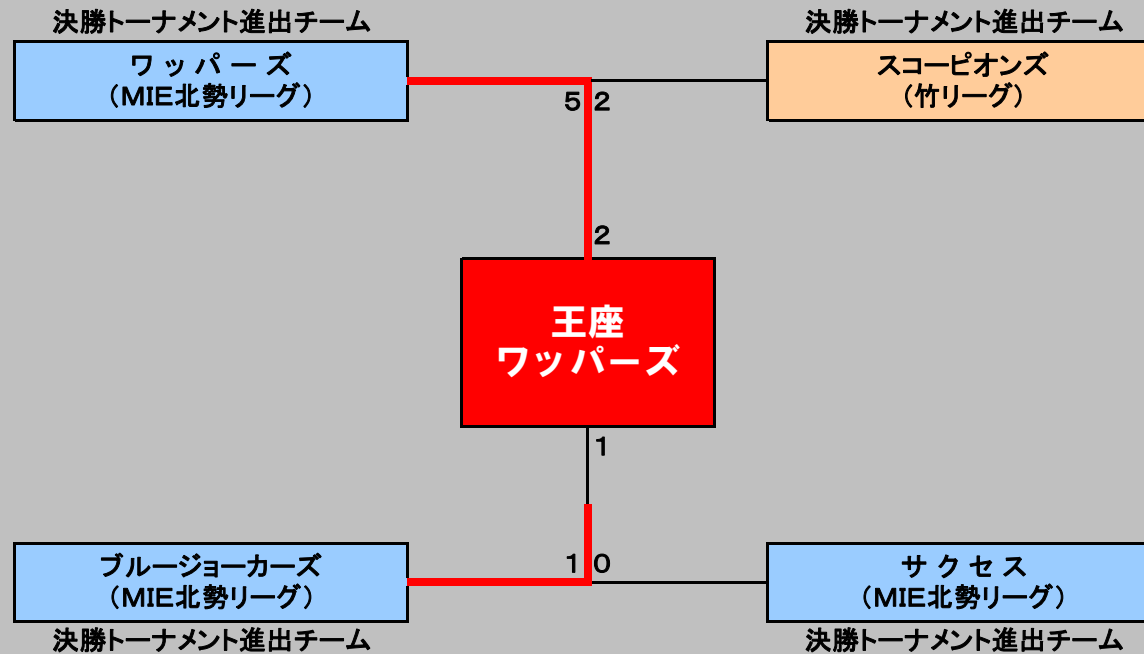 決勝トーナメント進出チーム
ワッパーズ
（MIE北勢リーグ）
決勝トーナメント進出チーム
スコーピオンズ
（竹リーグ）
5 2
2
王座
ワッパーズ
1
1 0
ブルージョーカーズ
（MIE北勢リーグ）
決勝トーナメント進出チーム
サクセス
（MIE北勢リーグ）
決勝トーナメント進出チーム